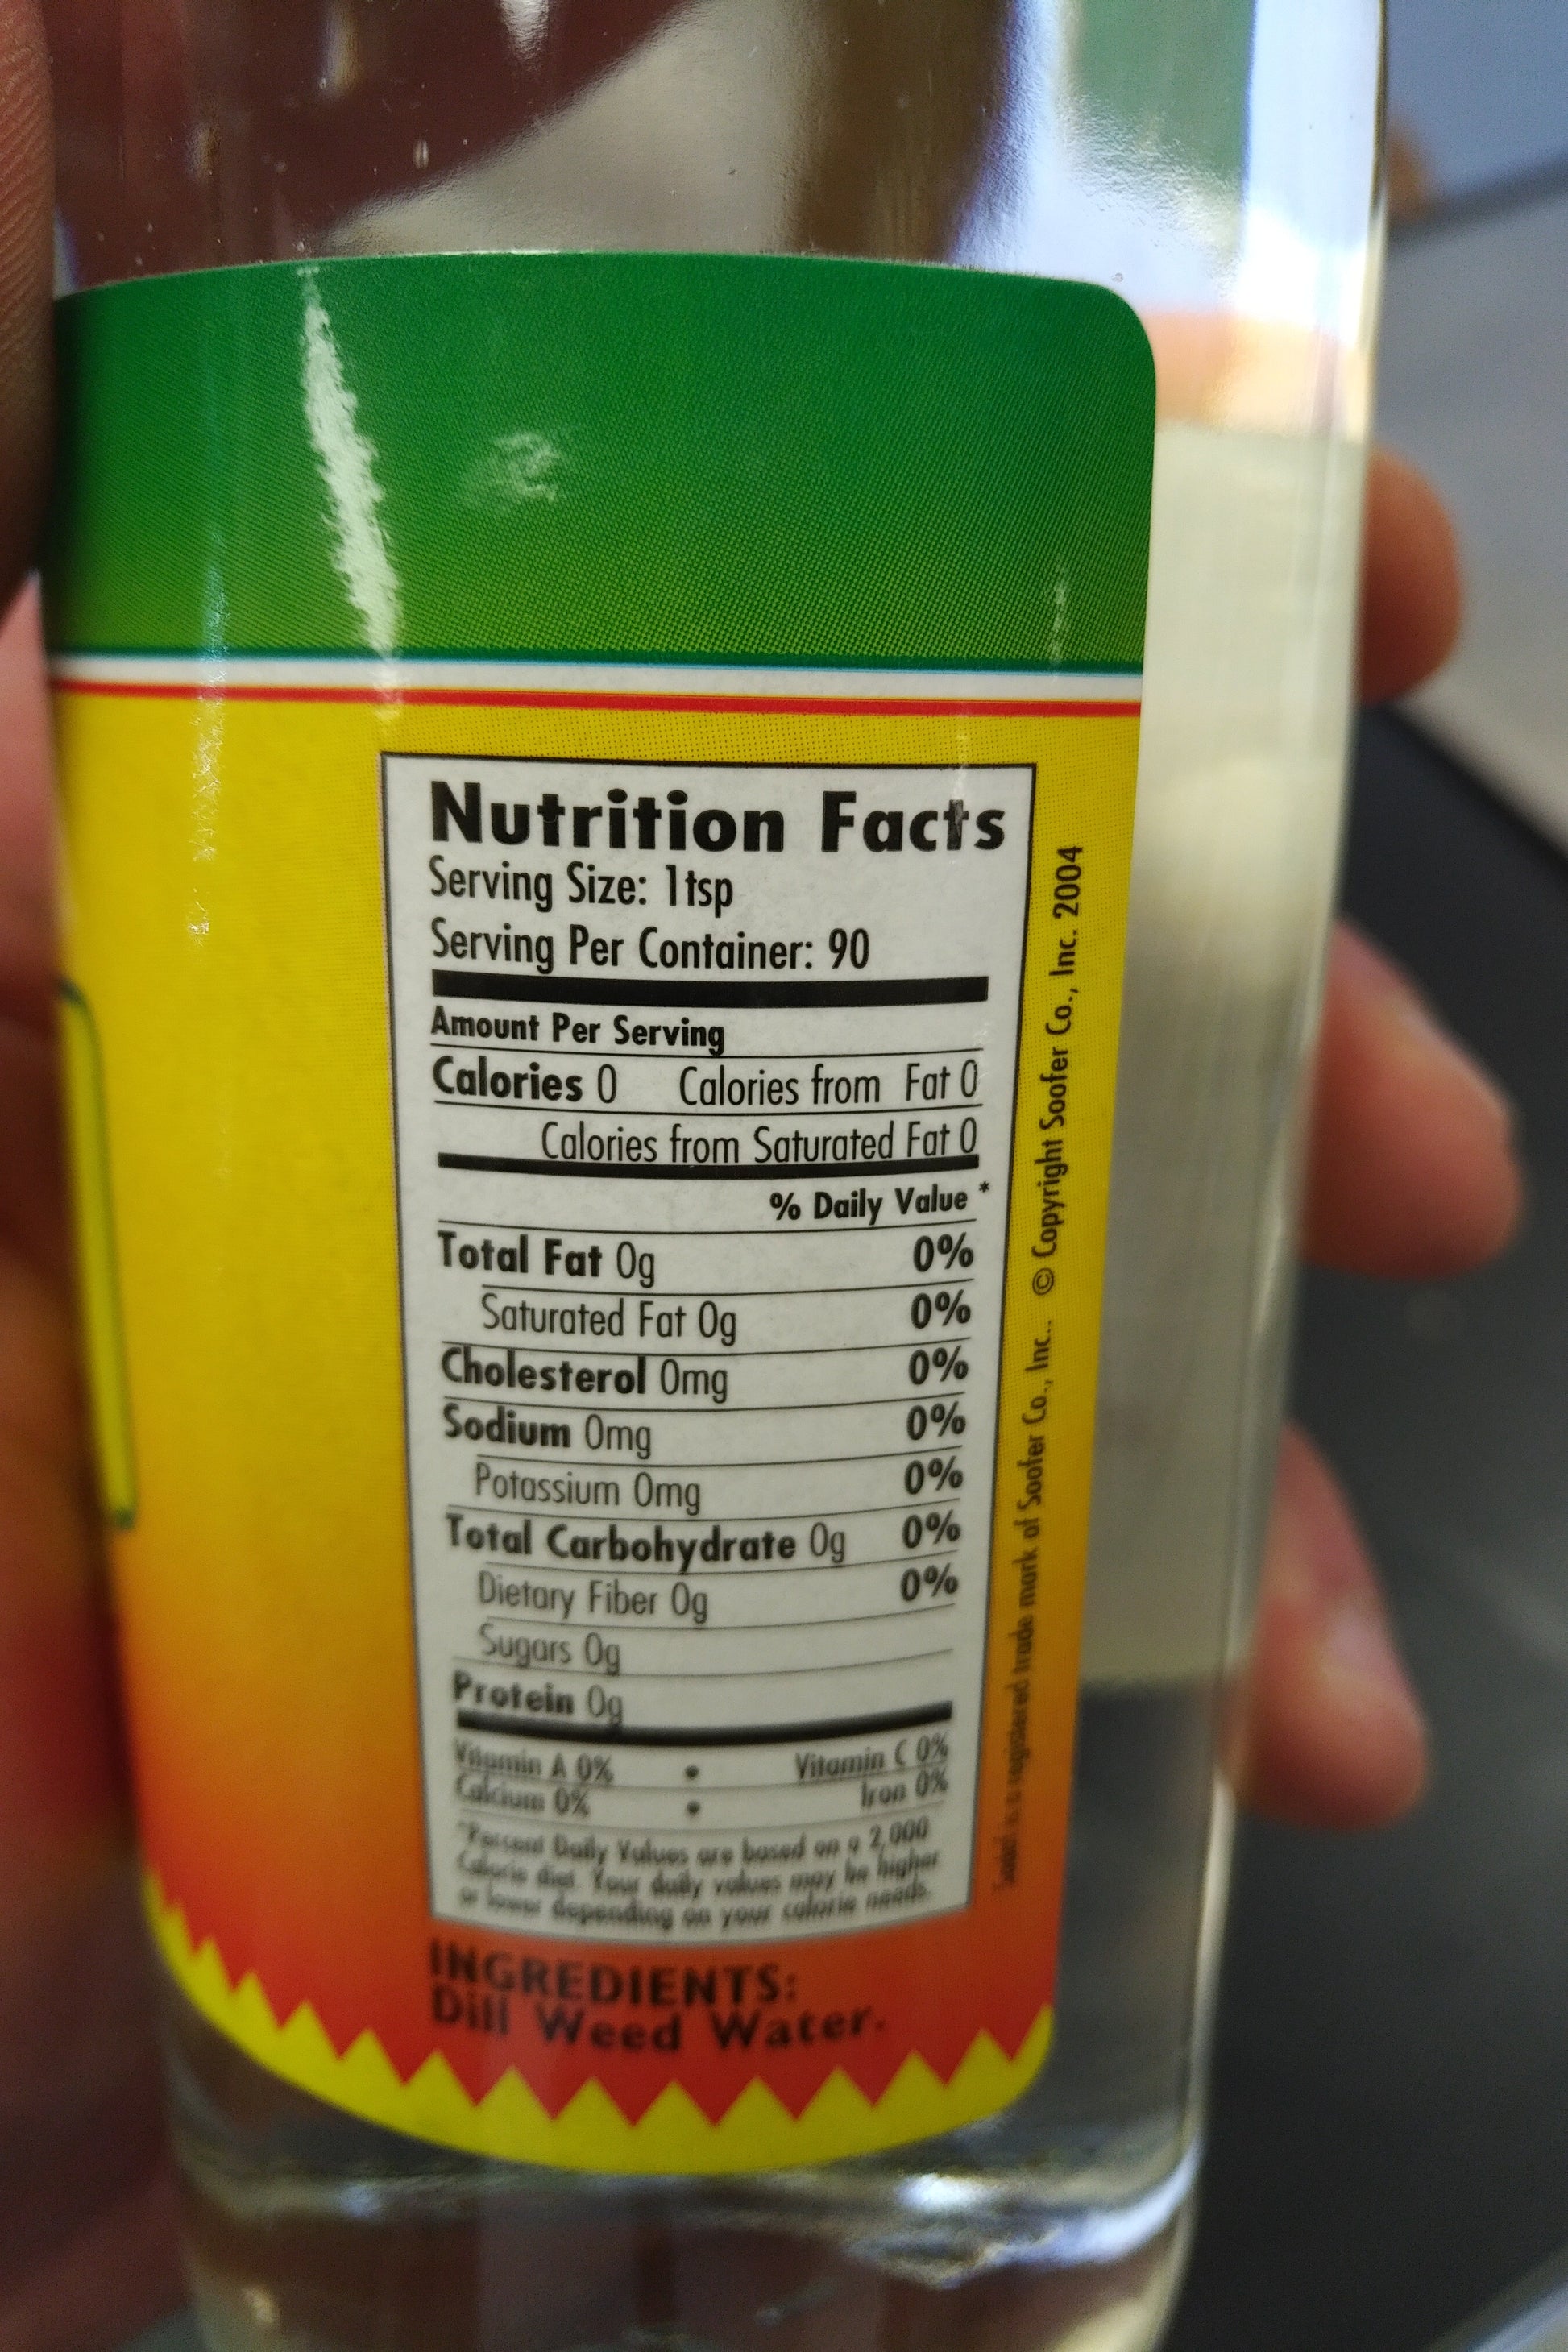 Nutrition Facts
Serving Size: 1tsp
Serving Per Container: 90
Amount Per Serving
Calories 0 Calories from Fat 0
Calories from Saturated Fat 0
% Daily Value *
Total Fat 0g 0%
Saturated Fat 0g 0%
Cholesterol 0mg 0%
Sodium 0mg 0%
Potassium 0mg 0%
Total Carbohydrate 0g 0%
Dietary Fiber 0g 0%
Sugars 0g
Protein 0g
Vitamin A 0% • Vitamin C 0%
Calcium 0% • Iron 0%
*Percent Daily Values are based on a 2,000
Calorie diet. Your daily values may be higher
or lower depending on your calorie needs.
INGREDIENTS:
Dill Weed Water.
is a registered trade mark of Soofer Co., Inc.. © Copyright Soofer Co., Inc. 2004